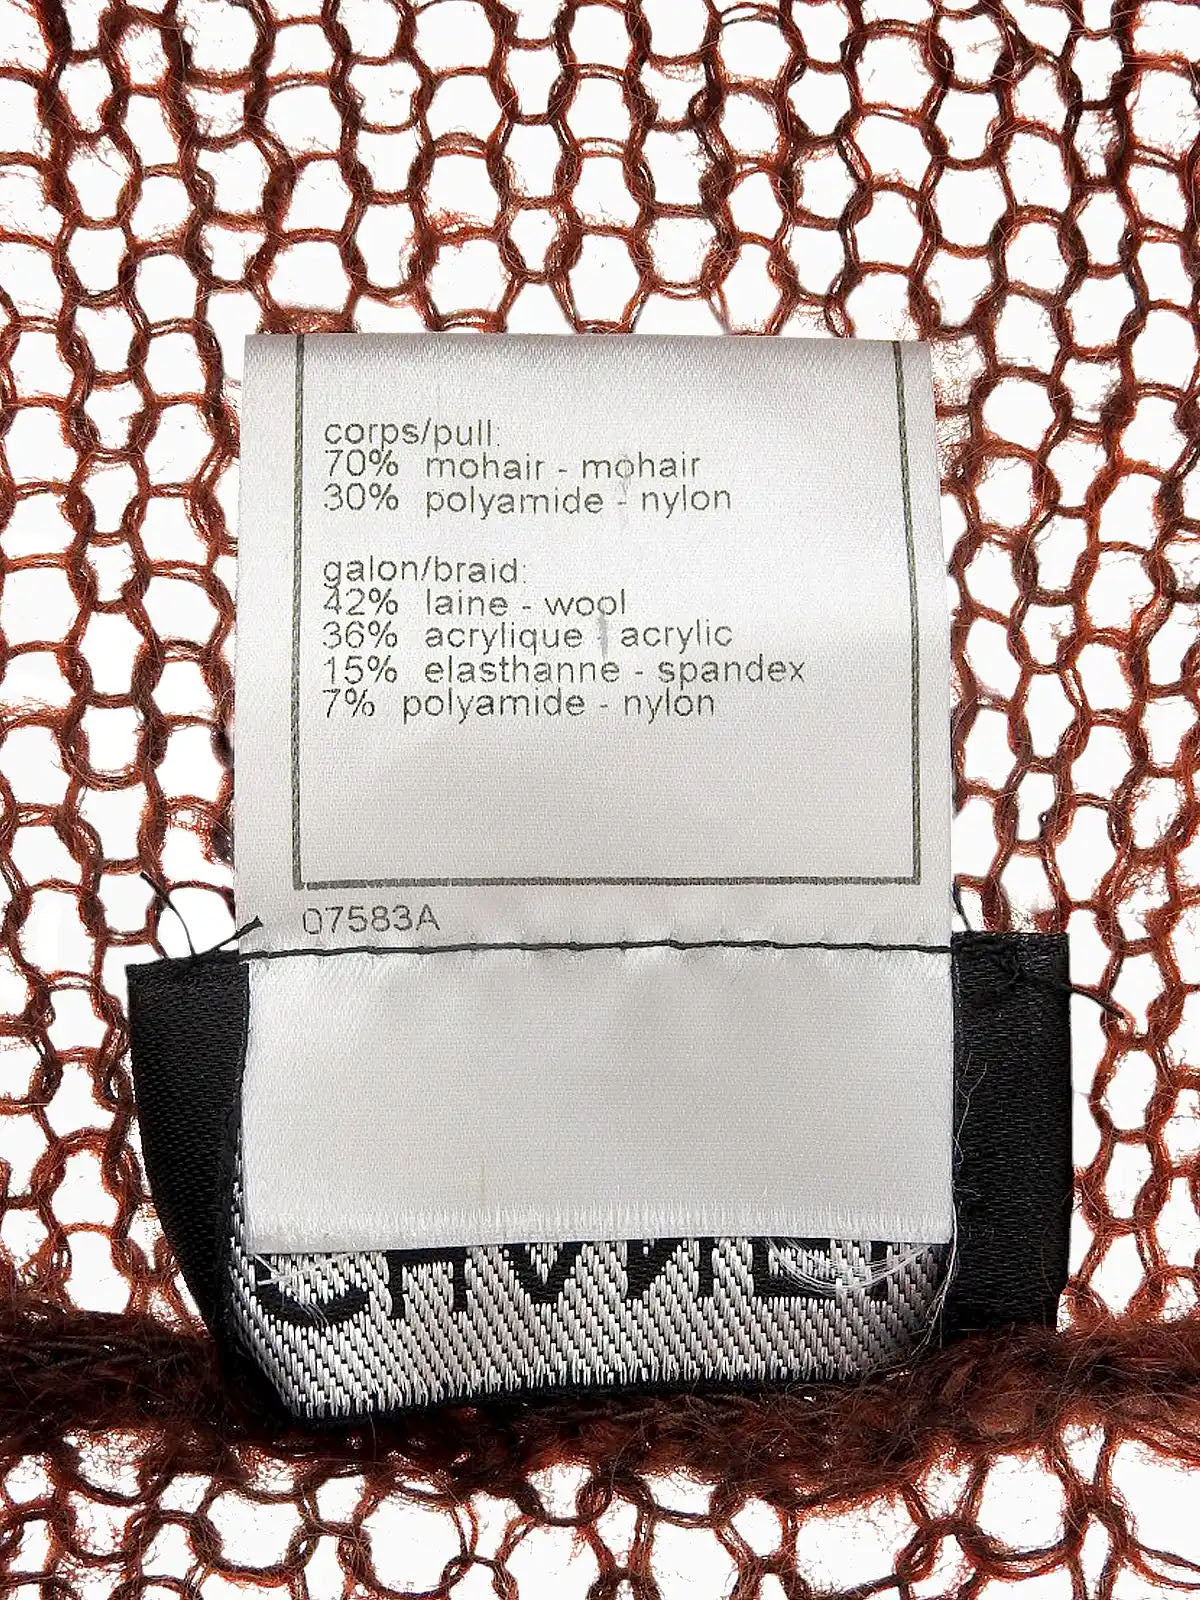 corps/pull:
70% mohair - mohair
30% polyamide - nylon
galon/braid:
42% laine - wool
36% acrylique - acrylic
15% elasthanne - spandex
7% polyamide - nylon
07583A